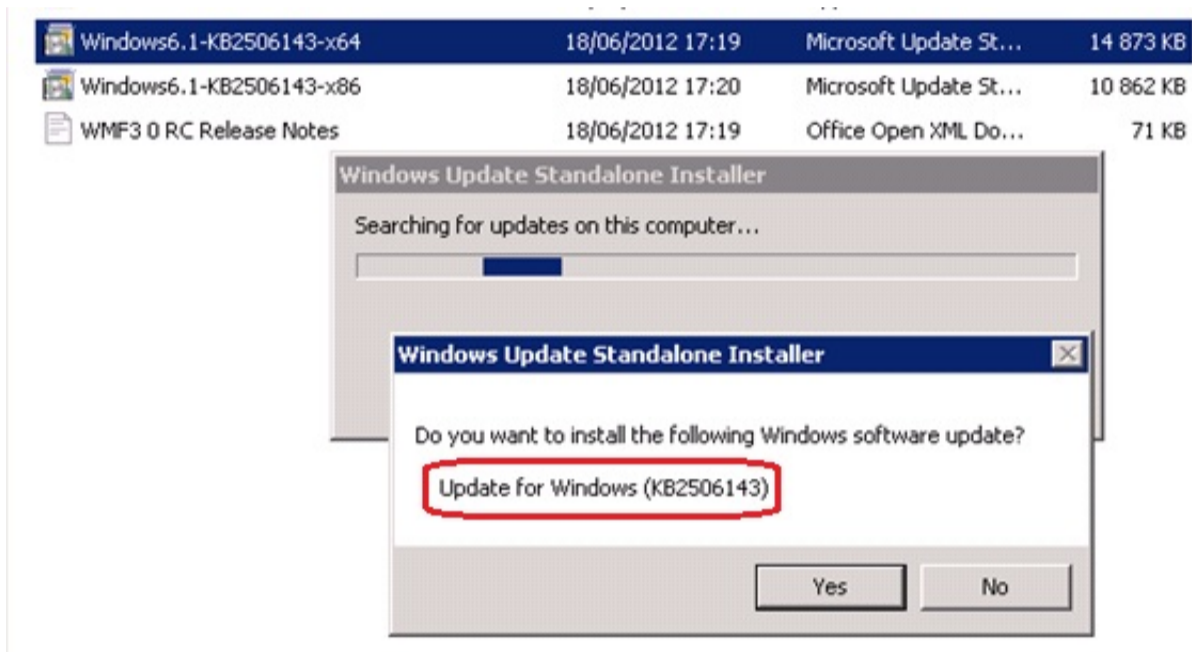 Windows6.1-KB2506143-x64 18/06/2012 17:19 Microsoft Update St... 14 873 KB
Windows6.1-KB2506143-x86 18/06/2012 17:20 Microsoft Update St... 10 862 KB
WMF3 0 RC Release Notes 18/06/2012 17:19 Office Open XML Do... 71 KB
Windows Update Standalone Installer
Searching for updates on this computer...
Windows Update Standalone Installer
Do you want to install the following Windows software update?
Update for Windows (KB2506143)
Yes No